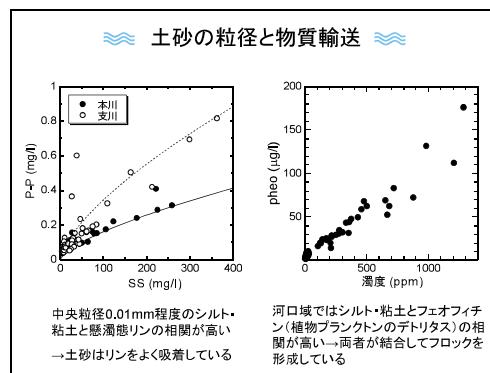 土砂の粒径と物質輸送
1
0.8
0.6
0.4
0.2
0
P-P (mg/l)
本川
支川
0 100 200 300 400
SS (mg/l)
200
150
100
50
pheo (μg/l)
0 400 800 1200
濁度 (ppm)
中央粒径0.01mm程度のシルト・
粘土と懸濁態リンの相関が高い
→土砂はリンをよく吸着している
河口域ではシルト・粘土とフェオフィチ
ン(植物プランクトンのデトリタス)の相
関が高い→両者が結合してフロックを
形成している